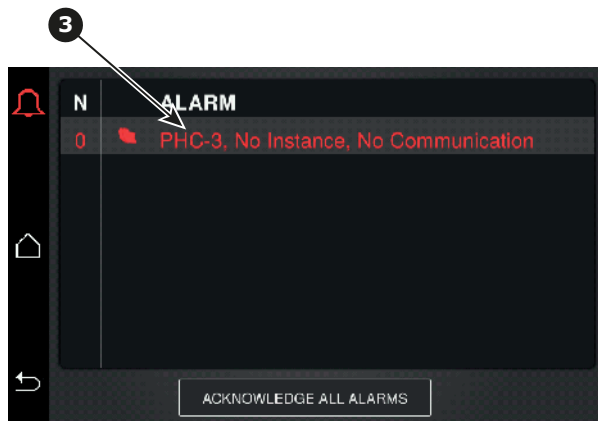 3
N ALARM
0 PHC-3, No Instance, No Communication
ACKNOWLEDGE ALL ALARMS